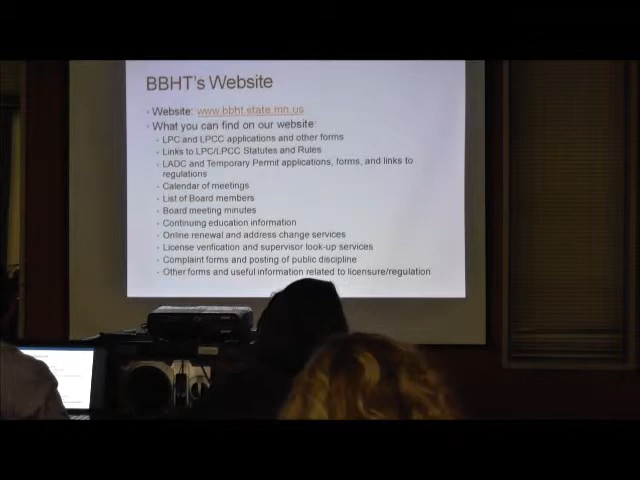 BBHT's Website
Website: www.bbht.state.mn.us
What you can find on our website:
LPC and LPCC applications and other forms
Links to LPC/LPCC Statutes and Rules
LADC and Temporary Permit applications, forms, and links to
regulations
Calendar of meetings
List of Board members
Board meeting minutes
Continuing education information
Online renewal and address change services
License verification and supervisor look-up services
Complaint forms and posting of public discipline
Other forms and useful information related to licensure/regulation